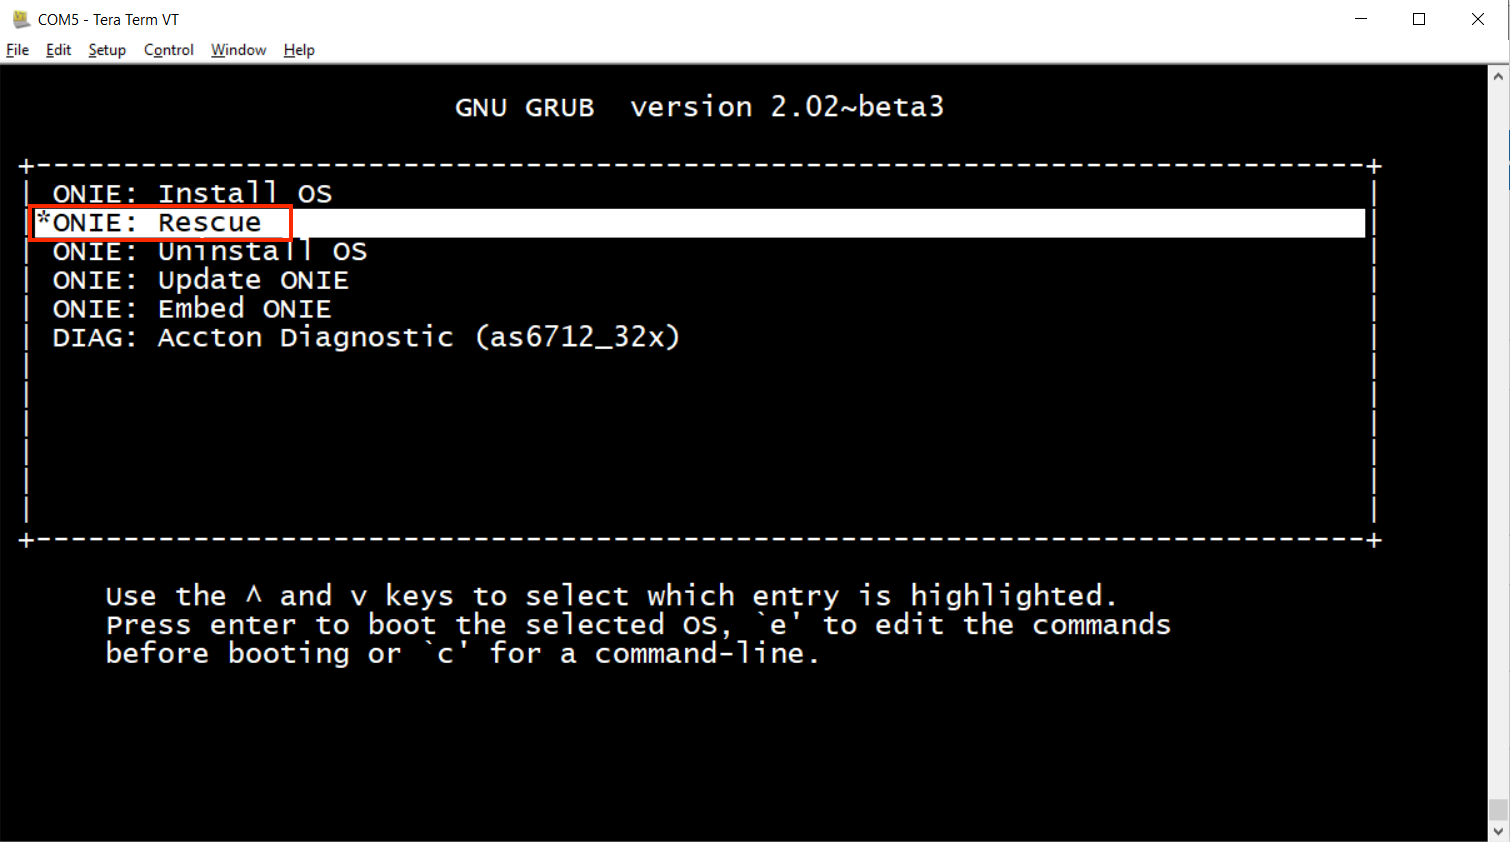 COM5 - Tera Term VT
File Edit Setup Control Window Help
GNU GRUB  version 2.02~beta3
+----------------------------------------------------------------------------+
| ONIE: Install OS |
|*ONIE: Rescue |
| ONIE: Uninstall OS |
| ONIE: Update ONIE |
| ONIE: Embed ONIE |
| DIAG: Accton Diagnostic (as6712_32x) |
+----------------------------------------------------------------------------+
Use the ^ and v keys to select which entry is highlighted.
Press enter to boot the selected OS, `e' to edit the commands
before booting or `c' for a command-line.